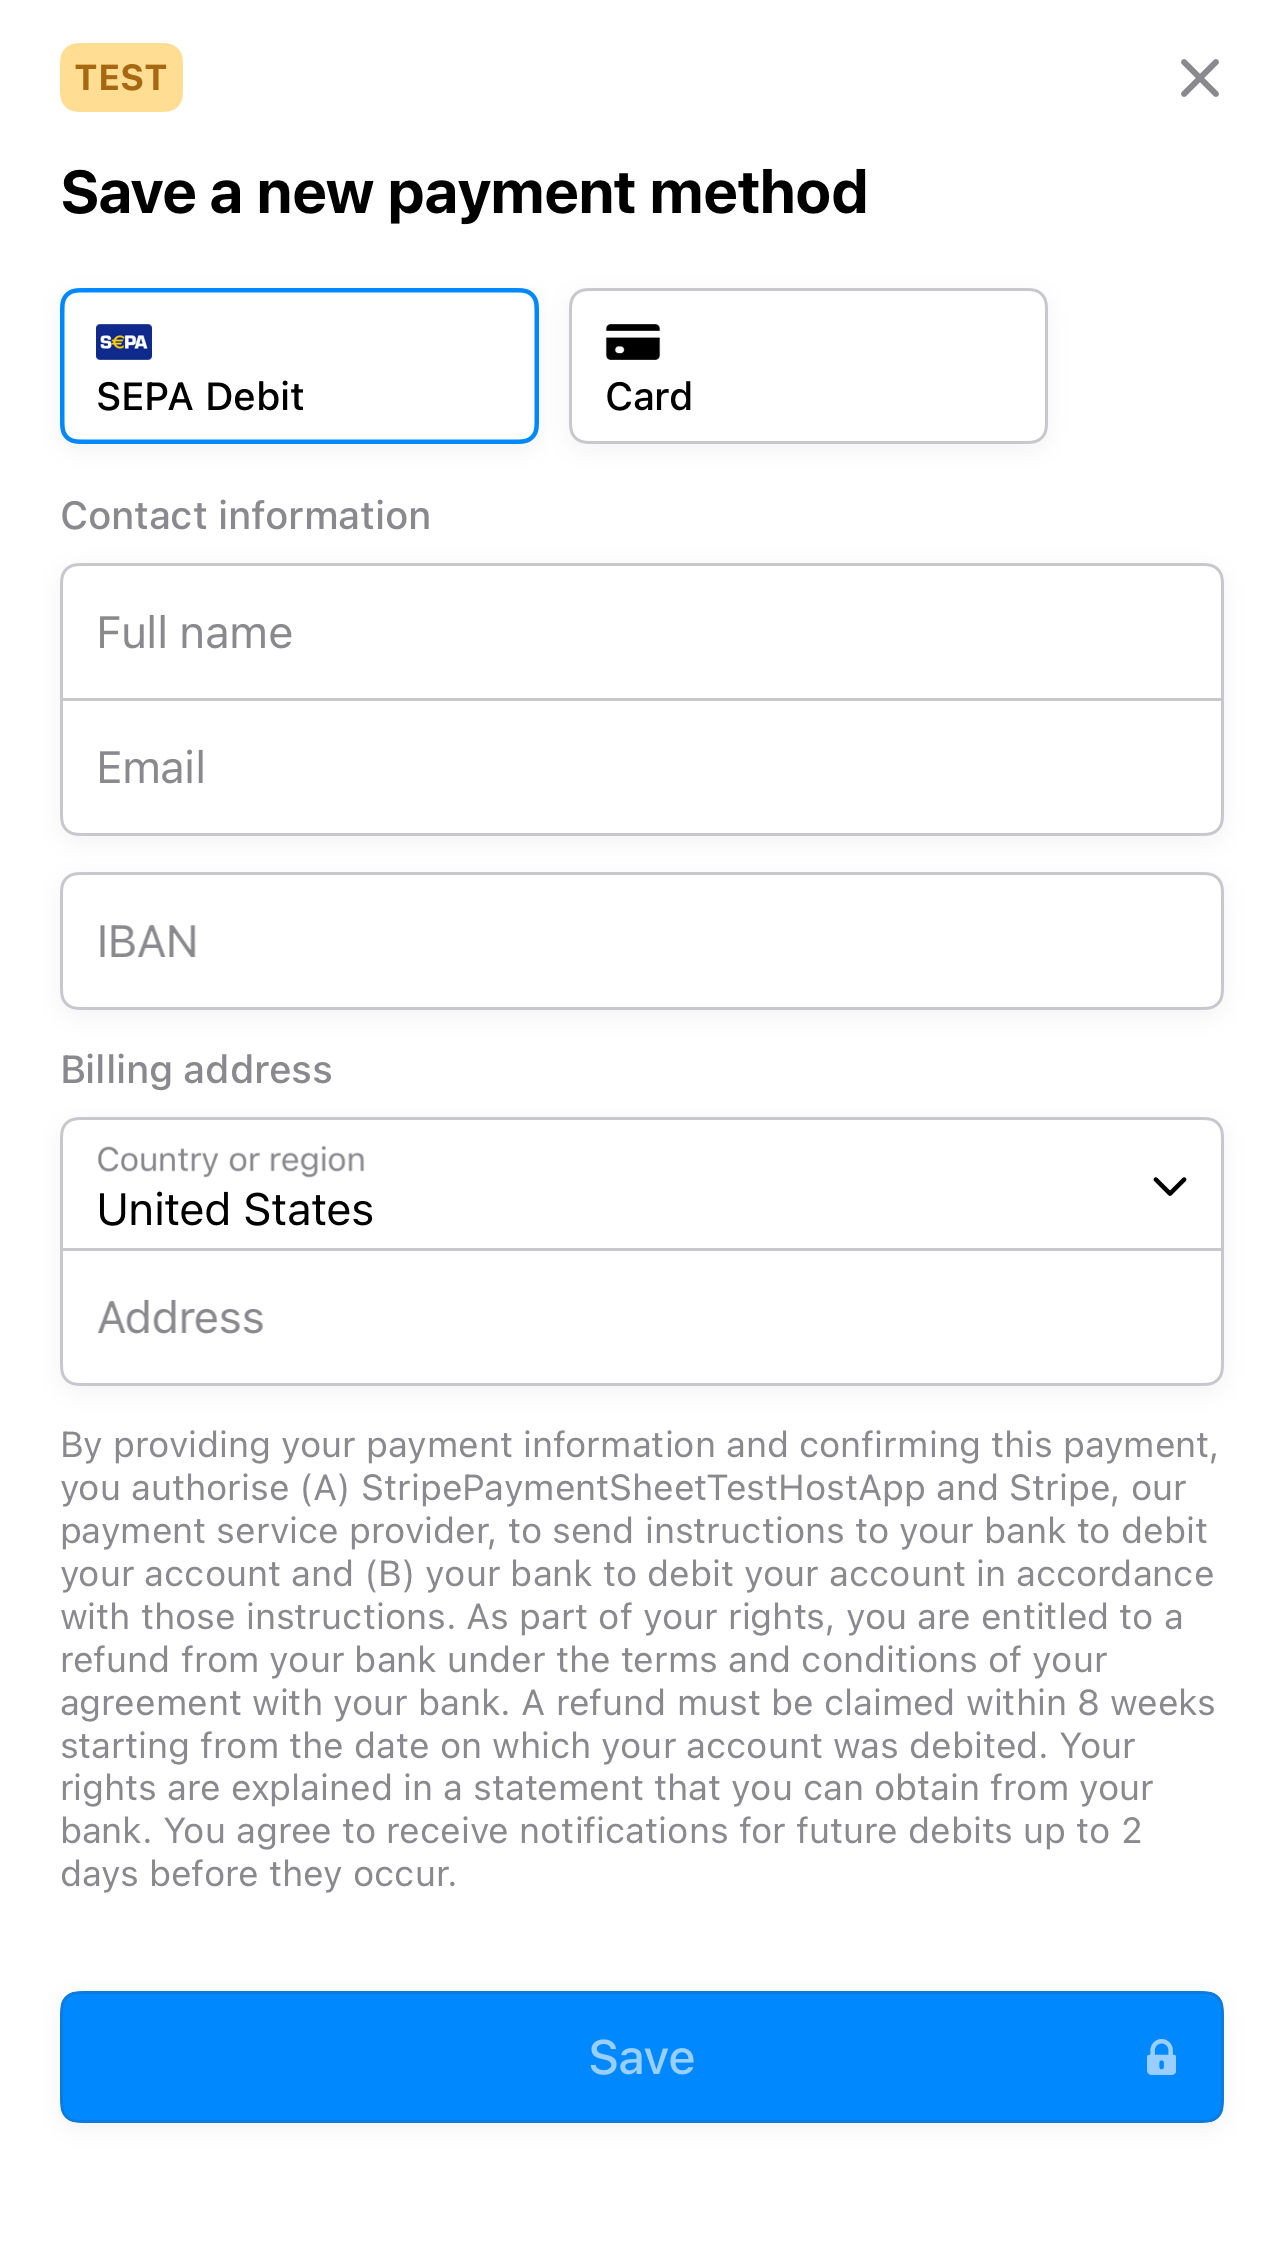 TEST
Save a new payment method
S€PA
SEPA Debit
Card
Contact information
Full name
Email
IBAN
Billing address
Country or region
United States
Address
By providing your payment information and confirming this payment,
you authorise (A) StripePaymentSheetTestHostApp and Stripe, our
payment service provider, to send instructions to your bank to debit
your account and (B) your bank to debit your account in accordance
with those instructions. As part of your rights, you are entitled to a
refund from your bank under the terms and conditions of your
agreement with your bank. A refund must be claimed within 8 weeks
starting from the date on which your account was debited. Your
rights are explained in a statement that you can obtain from your
bank. You agree to receive notifications for future debits up to 2
days before they occur.
Save